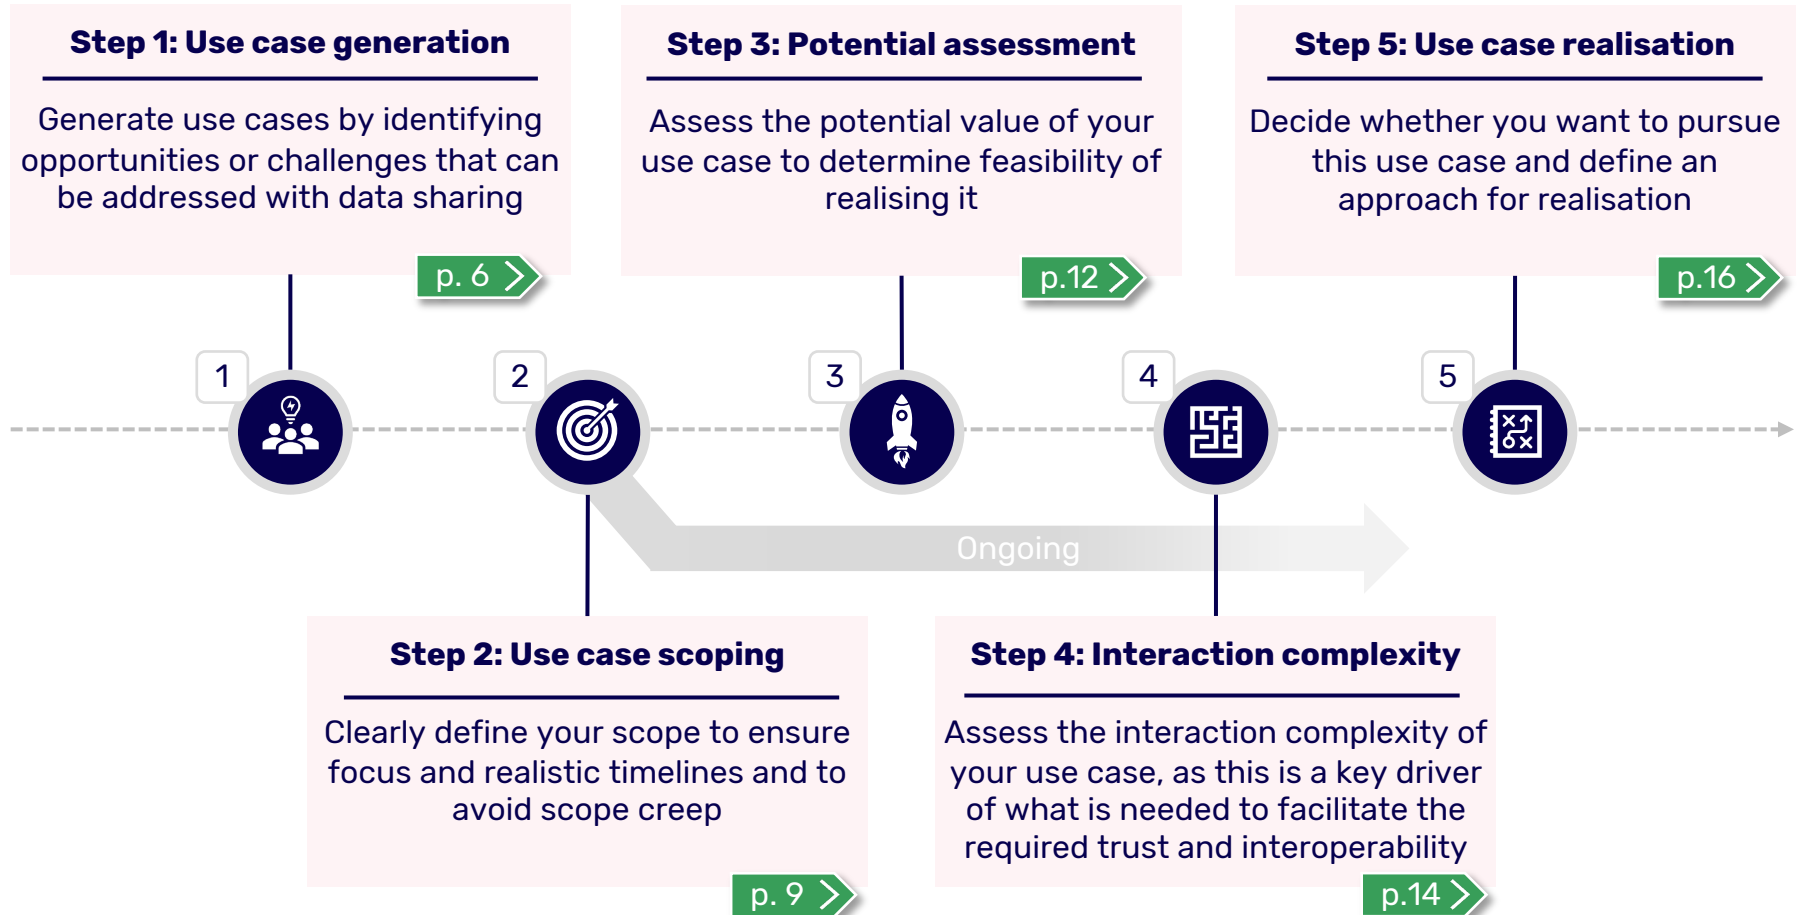 Step 1: Use case generation
Generate use cases by identifying
opportunities or challenges that can
be addressed with data sharing
p. 6
Step 3: Potential assessment
Assess the potential value of your
use case to determine feasibility of
realising it
p.12
Step 5: Use case realisation
Decide whether you want to pursue
this use case and define an
approach for realisation
p.16
1
2
3
4
5
Ongoing
Step 2: Use case scoping
Clearly define your scope to ensure
focus and realistic timelines and to
avoid scope creep
p. 9
Step 4: Interaction complexity
Assess the interaction complexity of
your use case, as this is a key driver
of what is needed to facilitate the
required trust and interoperability
p.14